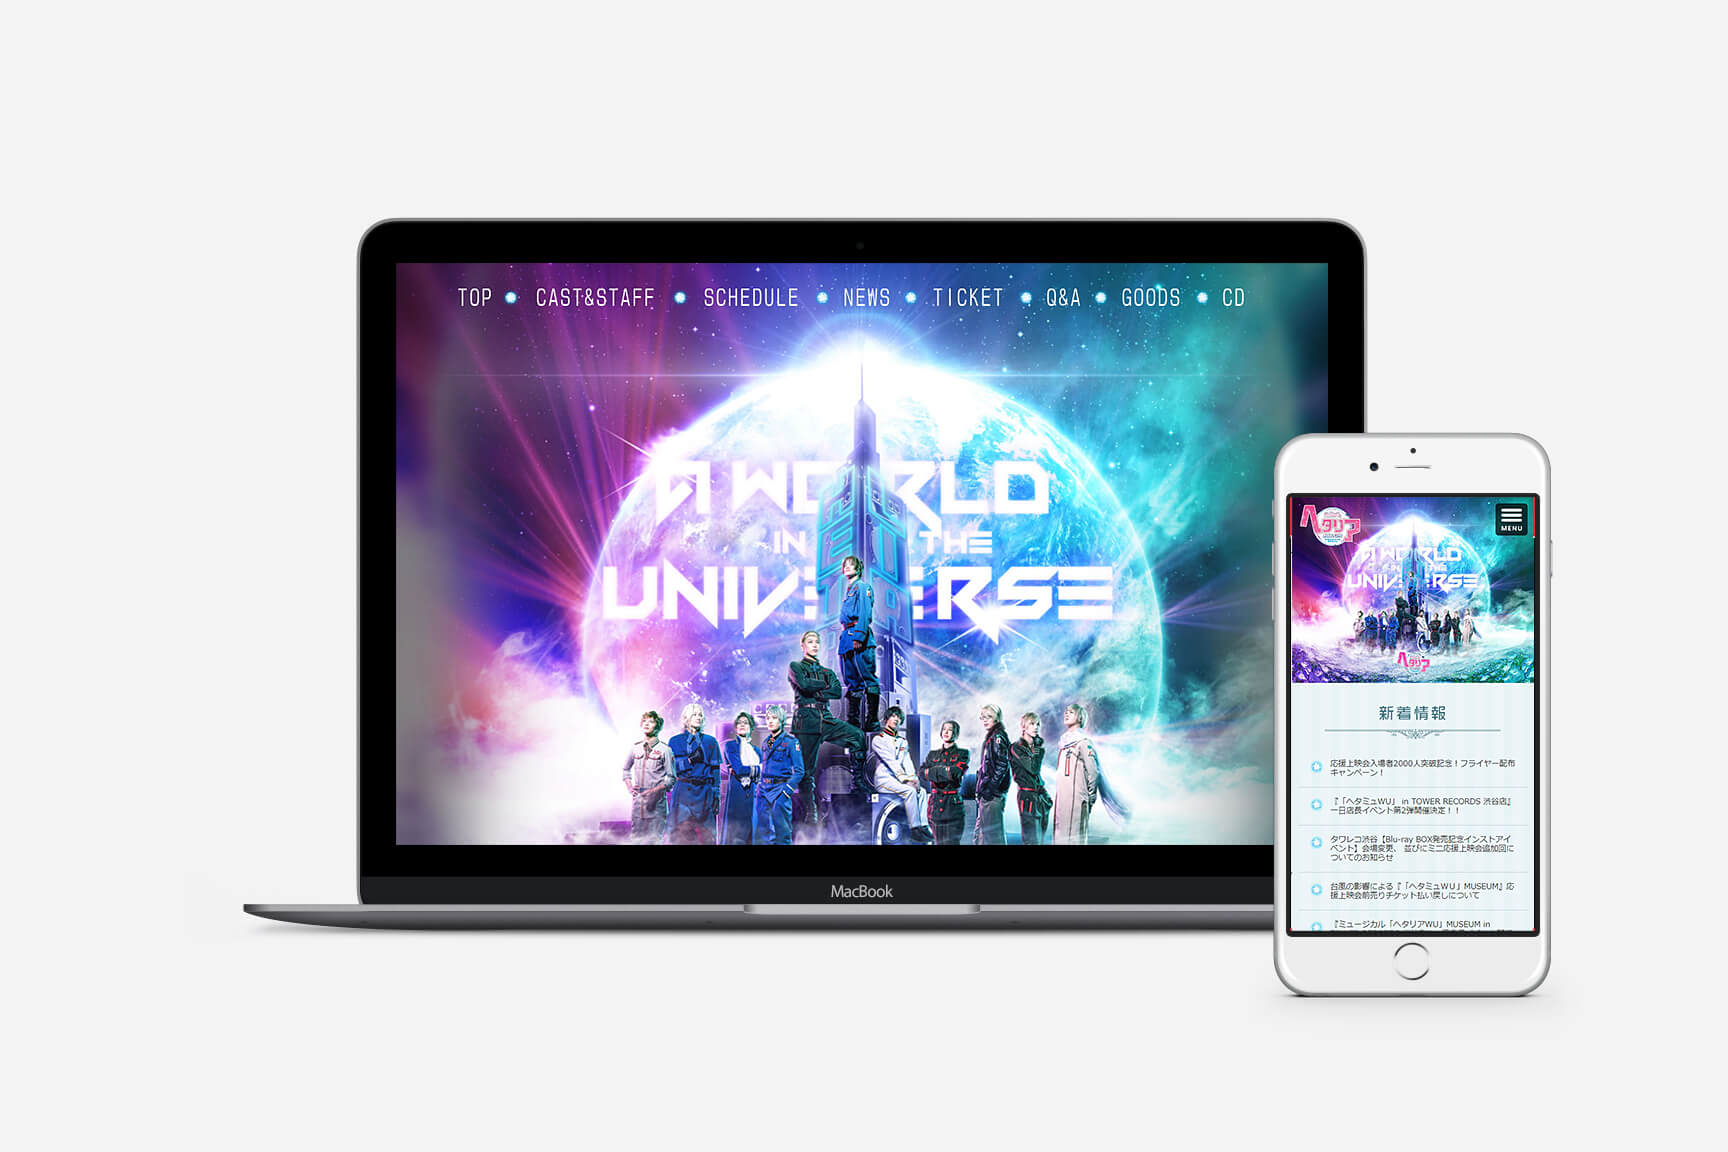 TOP CAST&STAFF SCHEDULE NEWS TICKET Q&A GOODS CD
A WORLD
IN THE
UNIVERSE
MacBook
ヘタリア
MENU
A WORLD
IN THE
UNIVERSE
ヘタリア
新着情報
応援上映会入場者2000人突破記念！フライヤー配布
キャンペーン！
『「ヘタミュWU」 in TOWER RECORDS 渋谷店』
一日店長イベント第2弾開催決定！！
タワレコ渋谷【Blu-ray BOX発売記念インストアイ
ベント】会場変更、 並びにミニ応援上映会追加回に
ついてのお知らせ
台風の影響による『「ヘタミュWU」MUSEUM』応
援上映会前売りチケット払い戻しについて
『ミュージカル「ヘタリアWU」MUSEUM in